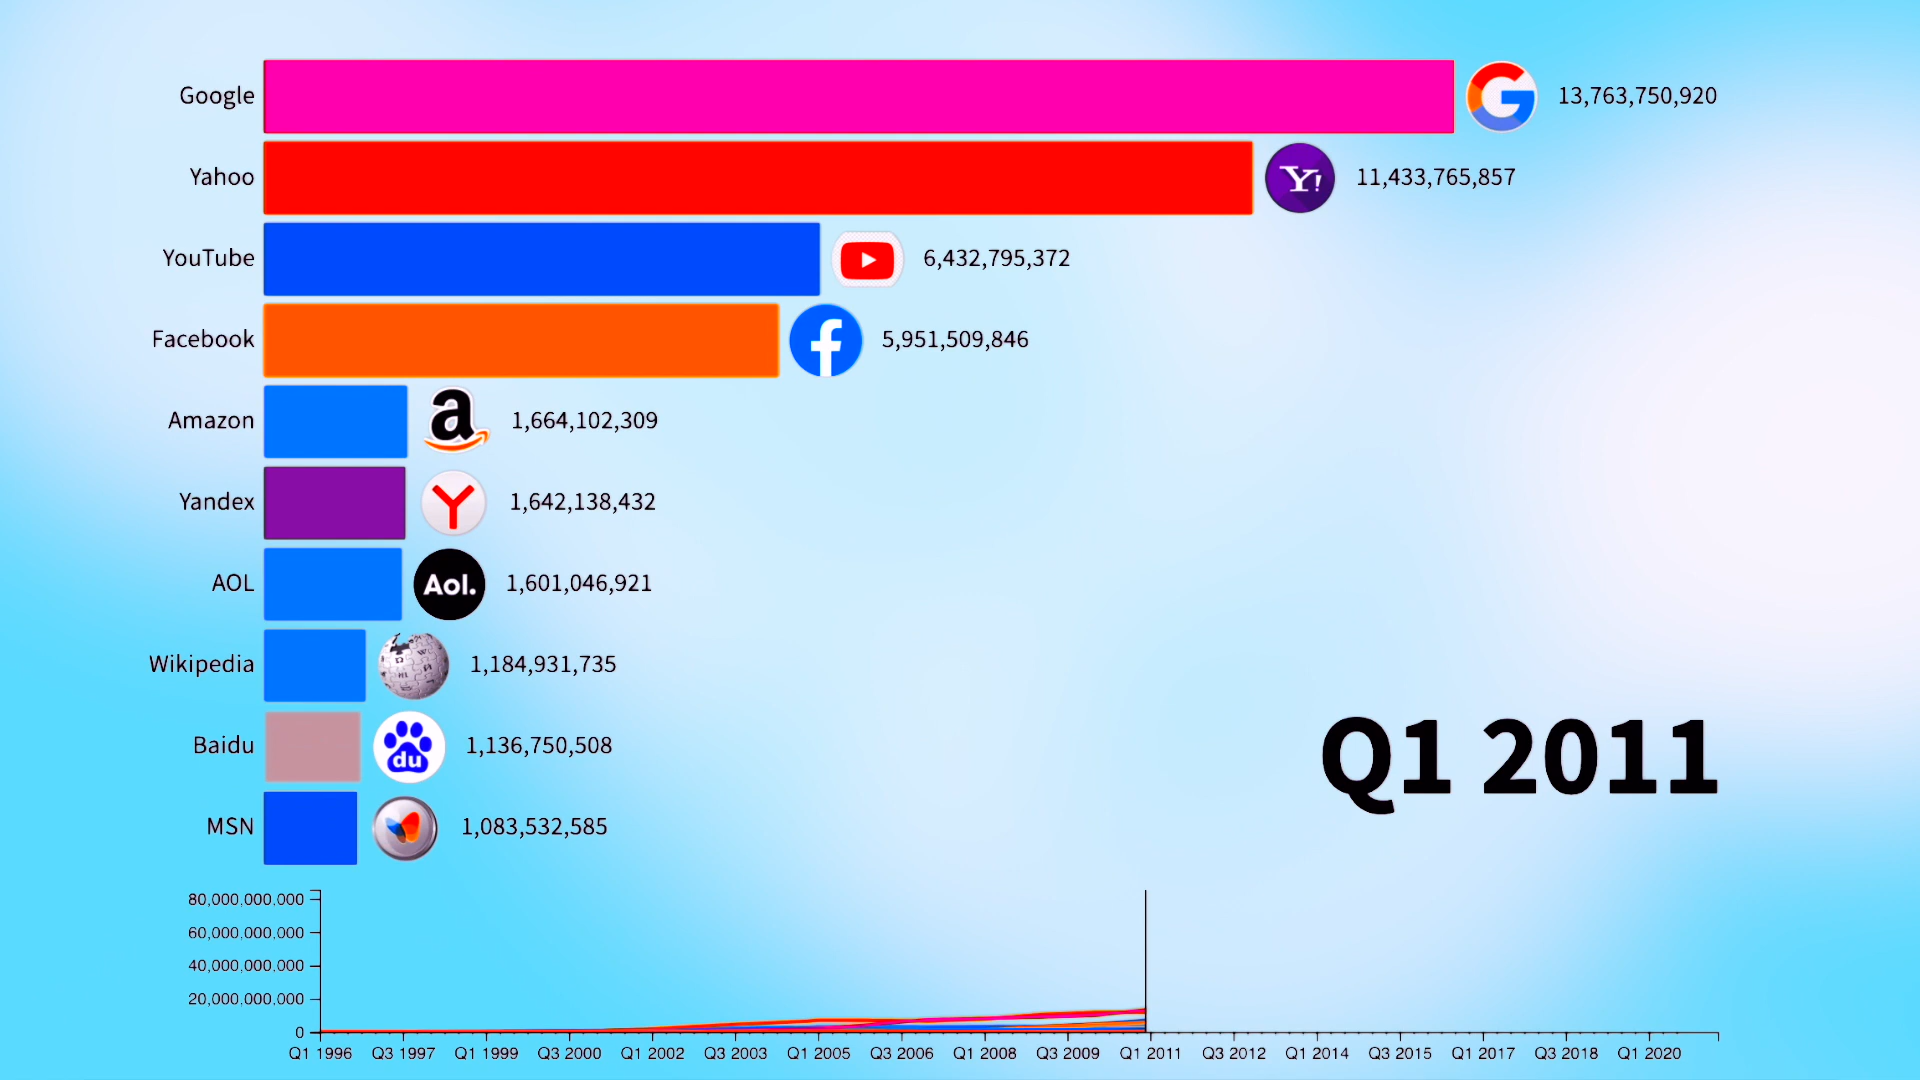 Google 13,763,750,920
Yahoo Y! 11,433,765,857
YouTube 6,432,795,372
Facebook f 5,951,509,846
Amazon a 1,664,102,309
Yandex Y 1,642,138,432
AOL Aol. 1,601,046,921
Wikipedia 1,184,931,735
Baidu du 1,136,750,508
MSN 1,083,532,585
Q1 2011
80,000,000,000
60,000,000,000
40,000,000,000
20,000,000,000
0
Q1 1996 Q3 1997 Q1 1999 Q3 2000 Q1 2002 Q3 2003 Q1 2005 Q3 2006 Q1 2008 Q3 2009 Q1 2011 Q3 2012 Q1 2014 Q3 2015 Q1 2017 Q3 2018 Q1 2020